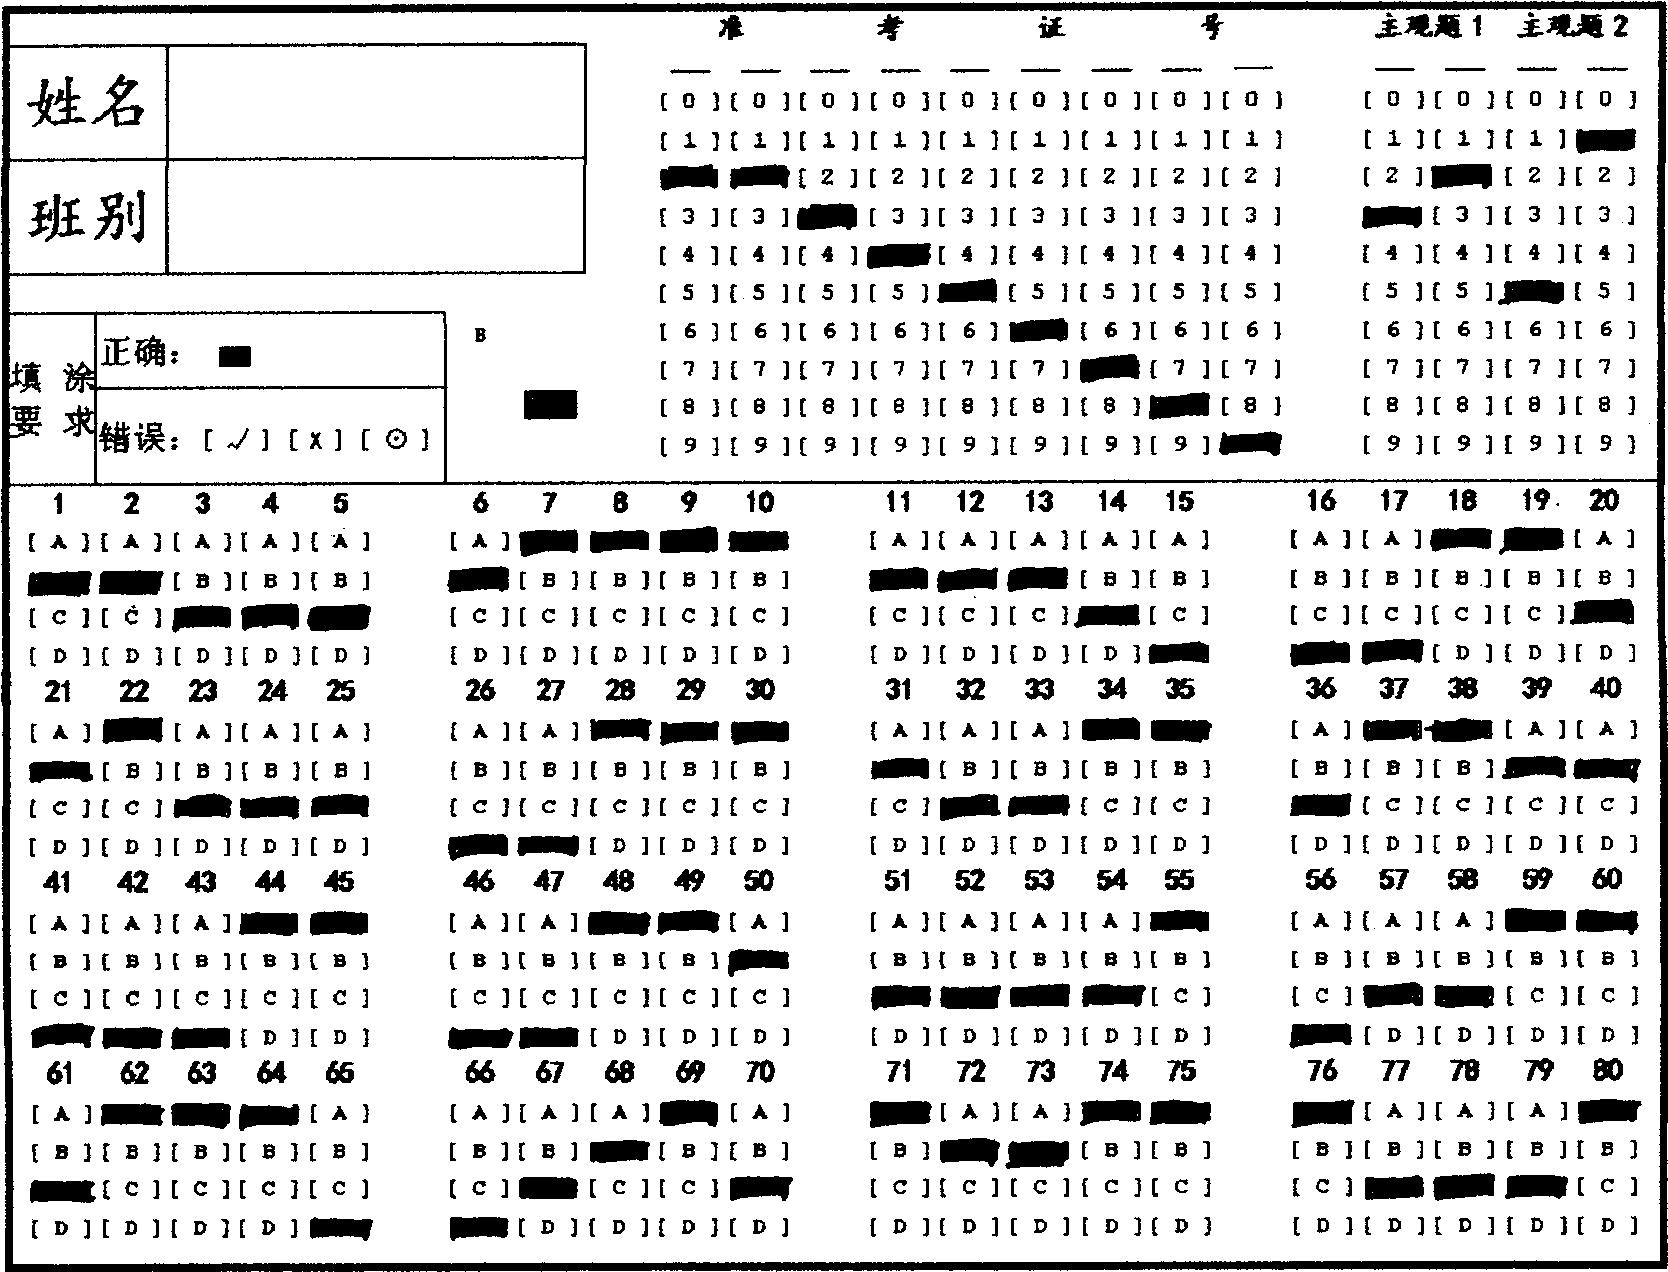 准 考 证 号 主观题1 主观题2
姓名
[ 0 ] [ 0 ] [ 0 ] [ 0 ] [ 0 ] [ 0 ] [ 0 ] [ 0 ] [ 0 ] [ 0 ] [ 0 ] [ 0 ] [ 0 ]
[ 1 ] [ 1 ] [ 1 ] [ 1 ] [ 1 ] [ 1 ] [ 1 ] [ 1 ] [ 1 ] [ 1 ] [ 1 ] [ 1 ]
[ 2 ] [ 2 ] [ 2 ] [ 2 ] [ 2 ] [ 2 ] [ 2 ] [ 2 ] [ 2 ] [ 2 ]
班别
[ 3 ] [ 3 ] [ 3 ] [ 3 ] [ 3 ] [ 3 ] [ 3 ] [ 3 ] [ 3 ] [ 3 ] [ 3 ]
[ 4 ] [ 4 ] [ 4 ] [ 4 ] [ 4 ] [ 4 ] [ 4 ] [ 4 ] [ 4 ] [ 4 ] [ 4 ] [ 4 ]
[ 5 ] [ 5 ] [ 5 ] [ 5 ] [ 5 ] [ 5 ] [ 5 ] [ 5 ] [ 5 ] [ 5 ] [ 5 ]
[ 6 ] [ 6 ] [ 6 ] [ 6 ] [ 6 ] [ 6 ] [ 6 ] [ 6 ] [ 6 ] [ 6 ] [ 6 ] [ 6 ]
[ 7 ] [ 7 ] [ 7 ] [ 7 ] [ 7 ] [ 7 ] [ 7 ] [ 7 ] [ 7 ] [ 7 ] [ 7 ] [ 7 ]
[ 8 ] [ 8 ] [ 8 ] [ 8 ] [ 8 ] [ 8 ] [ 8 ] [ 8 ] [ 8 ] [ 8 ] [ 8 ] [ 8 ]
[ 9 ] [ 9 ] [ 9 ] [ 9 ] [ 9 ] [ 9 ] [ 9 ] [ 9 ] [ 9 ] [ 9 ] [ 9 ] [ 9 ]
填 涂
要 求
正确：
错误： [ √ ] [ x ] [ ⊙ ]
B
1 2 3 4 5 6 7 8 9 10 11 12 13 14 15 16 17 18 19 20
[ A ] [ A ] [ A ] [ A ] [ A ] [ A ] [ A ] [ A ] [ A ] [ A ] [ A ] [ A ] [ A ] [ A ]
[ B ] [ B ] [ B ] [ B ] [ B ] [ B ] [ B ] [ B ] [ B ] [ B ] [ B ] [ B ] [ B ] [ B ]
[ C ] [ C ] [ C ] [ C ] [ C ] [ C ] [ C ] [ C ] [ C ] [ C ] [ C ] [ C ] [ C ] [ C ] [ C ]
[ D ] [ D ] [ D ] [ D ] [ D ] [ D ] [ D ] [ D ] [ D ] [ D ] [ D ] [ D ] [ D ] [ D ] [ D ] [ D ] [ D ]
21 22 23 24 25 26 27 28 29 30 31 32 33 34 35 36 37 38 39 40
[ A ] [ A ] [ A ] [ A ] [ A ] [ A ] [ A ] [ A ] [ A ] [ A ] [ A ] [ A ]
[ B ] [ B ] [ B ] [ B ] [ B ] [ B ] [ B ] [ B ] [ B ] [ B ] [ B ] [ B ] [ B ] [ B ] [ B ] [ B ]
[ C ] [ C ] [ C ] [ C ] [ C ] [ C ] [ C ] [ C ] [ C ] [ C ] [ C ] [ C ] [ C ] [ C ]
[ D ] [ D ] [ D ] [ D ] [ D ] [ D ] [ D ] [ D ] [ D ] [ D ] [ D ] [ D ] [ D ] [ D ] [ D ] [ D ] [ D ] [ D ]
41 42 43 44 45 46 47 48 49 50 51 52 53 54 55 56 57 58 59 60
[ A ] [ A ] [ A ] [ A ] [ A ] [ A ] [ A ] [ A ] [ A ] [ A ] [ A ] [ A ] [ A ]
[ B ] [ B ] [ B ] [ B ] [ B ] [ B ] [ B ] [ B ] [ B ] [ B ] [ B ] [ B ] [ B ] [ B ] [ B ] [ B ] [ B ] [ B ] [ B ]
[ C ] [ C ] [ C ] [ C ] [ C ] [ C ] [ C ] [ C ] [ C ] [ C ] [ C ] [ C ] [ C ] [ C ]
[ D ] [ D ] [ D ] [ D ] [ D ] [ D ] [ D ] [ D ] [ D ] [ D ] [ D ] [ D ] [ D ] [ D ]
61 62 63 64 65 66 67 68 69 70 71 72 73 74 75 76 77 78 79 80
[ A ] [ A ] [ A ] [ A ] [ A ] [ A ] [ A ] [ A ] [ A ] [ A ] [ A ]
[ B ] [ B ] [ B ] [ B ] [ B ] [ B ] [ B ] [ B ] [ B ] [ B ] [ B ] [ B ] [ B ] [ B ] [ B ] [ B ] [ B ]
[ C ] [ C ] [ C ] [ C ] [ C ] [ C ] [ C ] [ C ] [ C ] [ C ] [ C ] [ C ] [ C ] [ C ]
[ D ] [ D ] [ D ] [ D ] [ D ] [ D ] [ D ] [ D ] [ D ] [ D ] [ D ] [ D ] [ D ] [ D ] [ D ] [ D ] [ D ] [ D ]